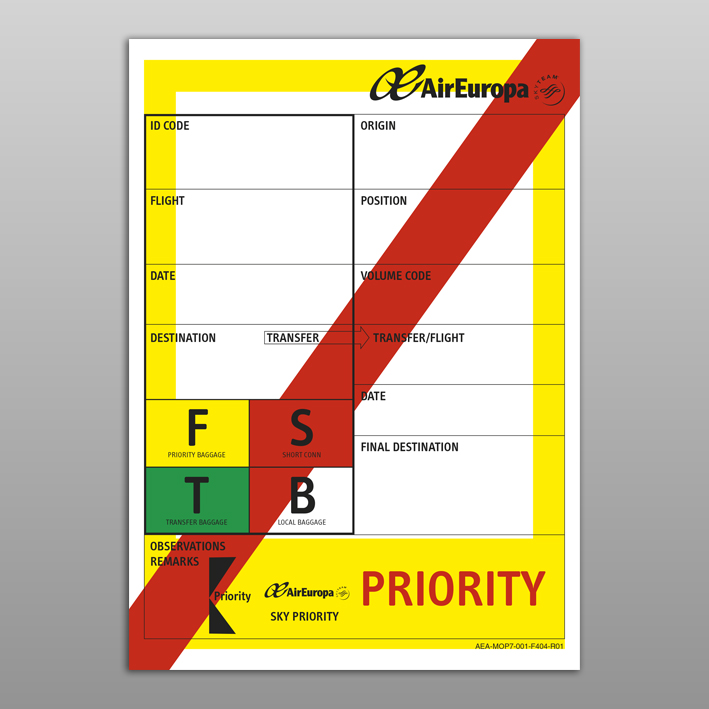 AirEuropa SKYTEAM
ID CODE
ORIGIN
FLIGHT
POSITION
DATE
VOLUME CODE
DESTINATION
TRANSFER
TRANSFER/FLIGHT
DATE
F
PRIORITY BAGGAGE
S
SHORT CONN
FINAL DESTINATION
T
TRANSFER BAGGAGE
B
LOCAL BAGGAGE
OBSERVATIONS
REMARKS
Priority
AirEuropa
SKY PRIORITY
PRIORITY
AEA-MOP7-001-F404-R01